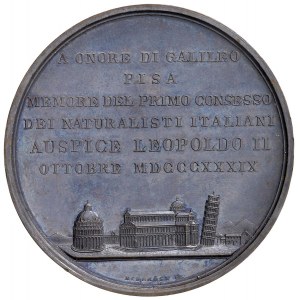 A ONORE DI GALILEO
PISA
MEMORE DEL PRIMO CONSESSO
DEI NATURALISTI ITALIANI
AUSPICE LEOPOLDO II
OTTOBRE MDCCCXXXIX